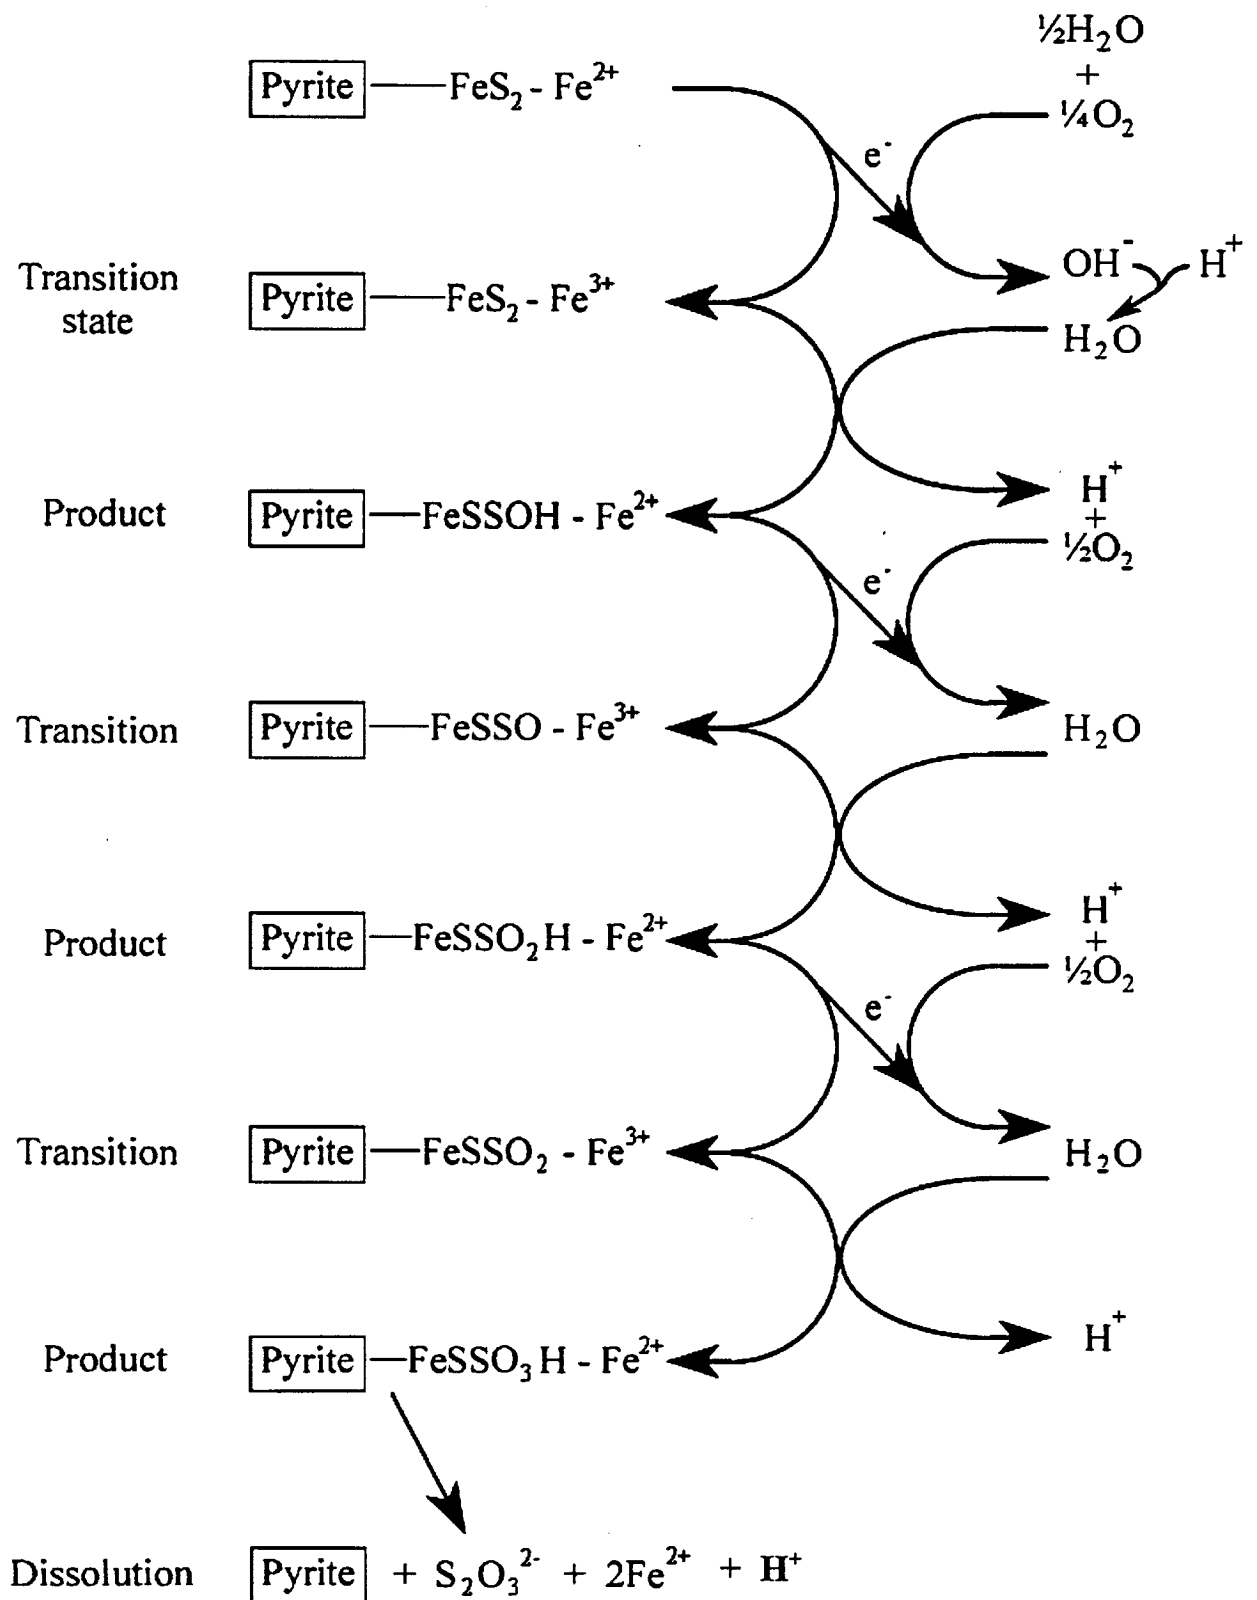 ½H₂O
+
¼O₂
Pyrite FeS₂ - Fe²⁺
e⁻
OH⁻ H⁺
Transition
state
Pyrite FeS₂ - Fe³⁺
H₂O
H⁺
+
½O₂
Product Pyrite FeSSOH - Fe²⁺
e⁻
Transition Pyrite FeSSO - Fe³⁺ H₂O
H⁺
+
½O₂
Product Pyrite FeSSO₂H - Fe²⁺
e⁻
Transition Pyrite FeSSO₂ - Fe³⁺ H₂O
H⁺
Product Pyrite FeSSO₃H - Fe²⁺
Dissolution Pyrite + S₂O₃²⁻ + 2Fe²⁺ + H⁺